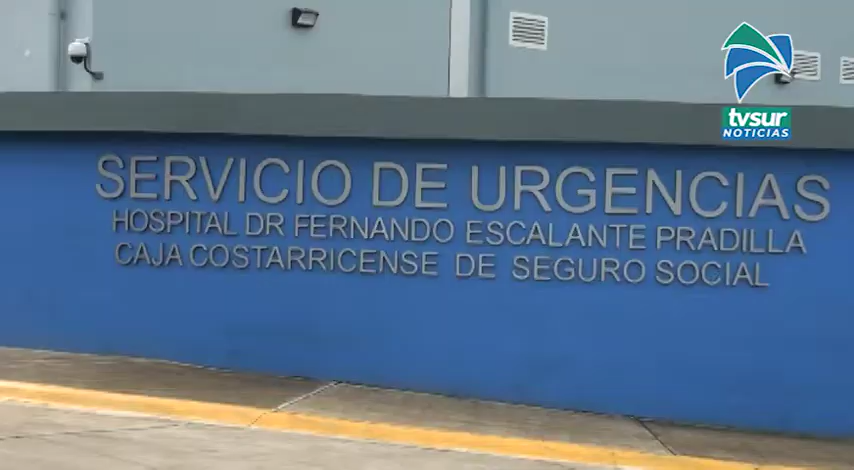 tvsur
NOTICIAS
SERVICIO DE URGENCIAS
HOSPITAL DR FERNANDO ESCALANTE PRADILLA
CAJA COSTARRICENSE DE SEGURO SOCIAL